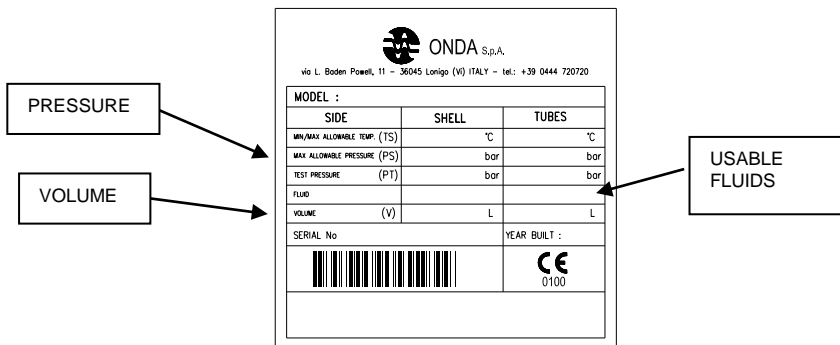 ONDA S.p.A.
via L. Baden Powell, 11 – 36045 Lonigo (VI) ITALY – tel.: +39 0444 720720
PRESSURE
VOLUME
USABLE
FLUIDS
MODEL :
SIDE SHELL TUBES
MIN/MAX ALLOWABLE TEMP. (TS) °C °C
MAX ALLOWABLE PRESSURE (PS) bar bar
TEST PRESSURE (PT) bar bar
FLUID
VOLUME (V) L L
SERIAL No YEAR BUILT :
CE
0100